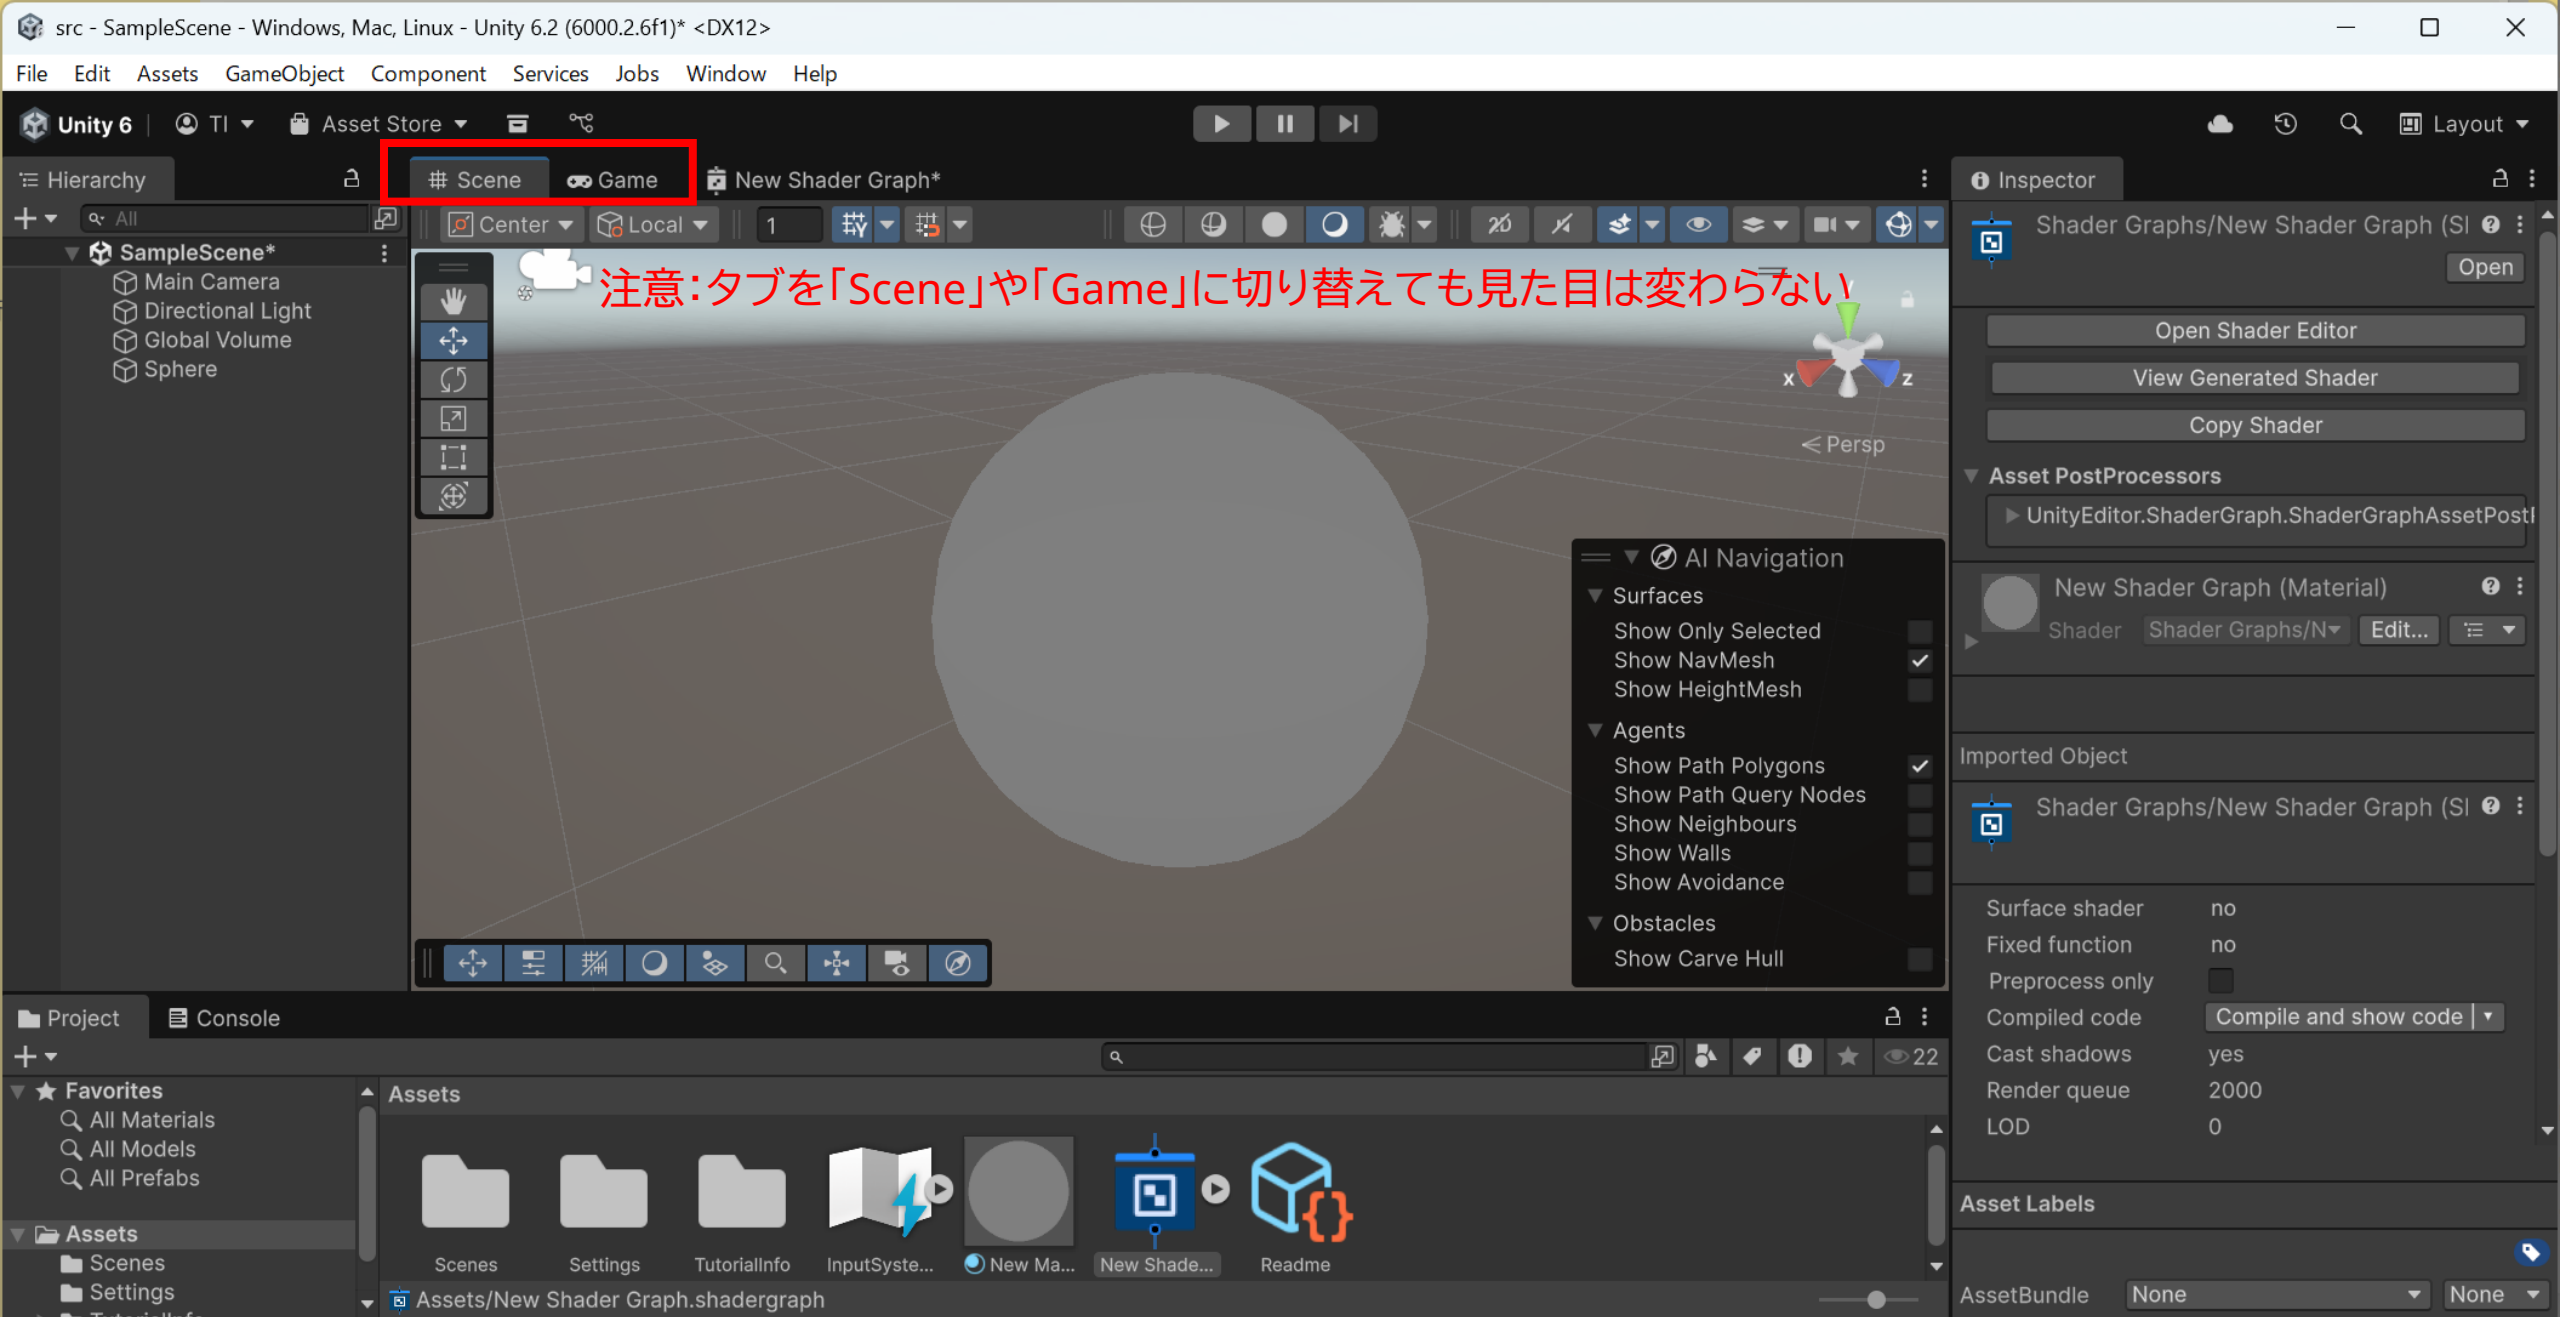 src - SampleScene - Windows, Mac, Linux - Unity 6.2 (6000.2.6f1)* <DX12>
File Edit Assets GameObject Component Services Jobs Window Help
Unity 6 TI Asset Store Layout
Hierarchy
Scene Game New Shader Graph*
Inspector
All
Center Local 1
2D
SampleScene*
Main Camera
Directional Light
Global Volume
Sphere
注意：タブを「Scene」や「Game」に切り替えても見た目は変わらない
y
x z
Persp
AI Navigation
Surfaces
Show Only Selected
Show NavMesh
Show HeightMesh
Agents
Show Path Polygons
Show Path Query Nodes
Show Neighbours
Show Walls
Show Avoidance
Obstacles
Show Carve Hull
Shader Graphs/New Shader Graph (Sl
Open
Open Shader Editor
View Generated Shader
Copy Shader
Asset PostProcessors
UnityEditor.ShaderGraph.ShaderGraphAssetPostP
New Shader Graph (Material)
Shader Shader Graphs/N Edit...
Imported Object
Shader Graphs/New Shader Graph (Sl
Surface shader no
Fixed function no
Preprocess only
Compiled code Compile and show code
Cast shadows yes
Render queue 2000
LOD 0
Asset Labels
AssetBundle None None
Project Console
22
Favorites
All Materials
All Models
All Prefabs
Assets
Scenes
Settings
TutorialInfo
Assets
Scenes Settings TutorialInfo InputSyste... New Ma... New Shade... Readme
Assets/New Shader Graph.shadergraph